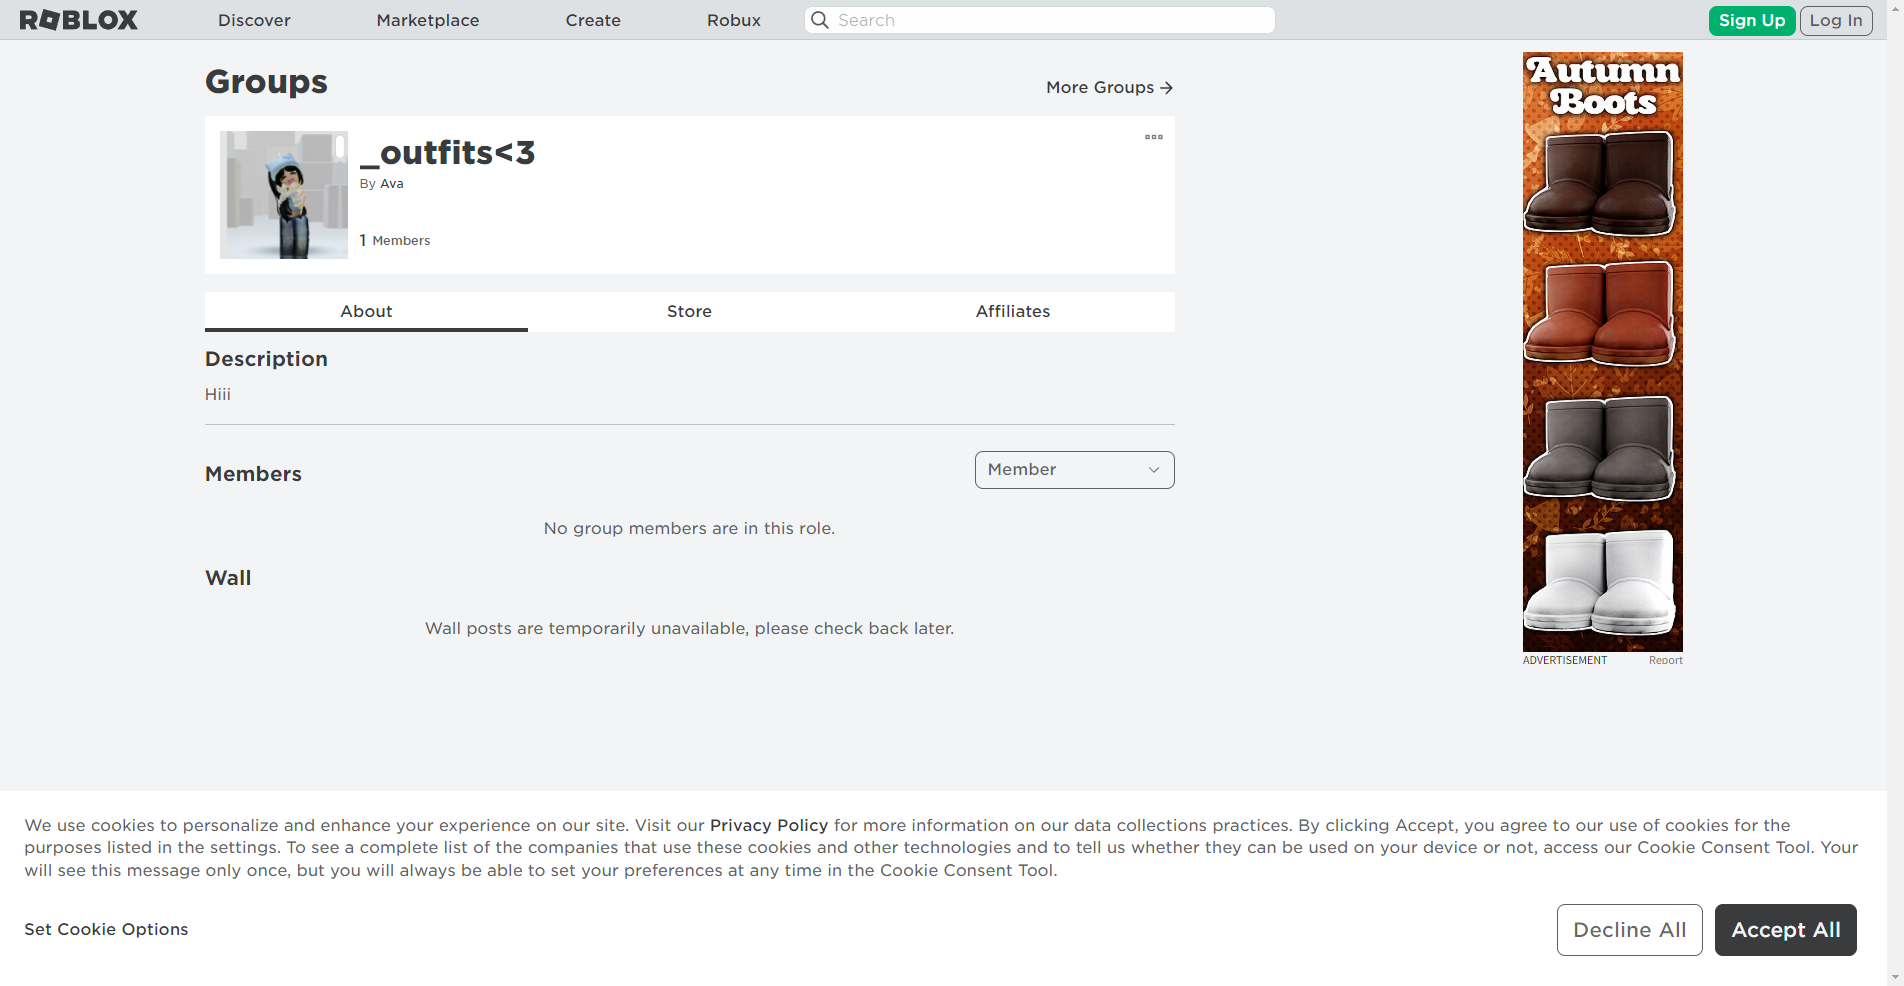 ROBLOX
Discover
Marketplace
Create
Robux
Search
Sign Up
Log In
Groups
More Groups
_outfits<3
By Ava
1 Members
About
Store
Affiliates
Description
Hiii
Members
Member
No group members are in this role.
Wall
Wall posts are temporarily unavailable, please check back later.
Autumn
Boots
ADVERTISEMENT
Report
We use cookies to personalize and enhance your experience on our site. Visit our Privacy Policy for more information on our data collections practices. By clicking Accept, you agree to our use of cookies for the
purposes listed in the settings. To see a complete list of the companies that use these cookies and other technologies and to tell us whether they can be used on your device or not, access our Cookie Consent Tool. Your
will see this message only once, but you will always be able to set your preferences at any time in the Cookie Consent Tool.
Set Cookie Options
Decline All
Accept All